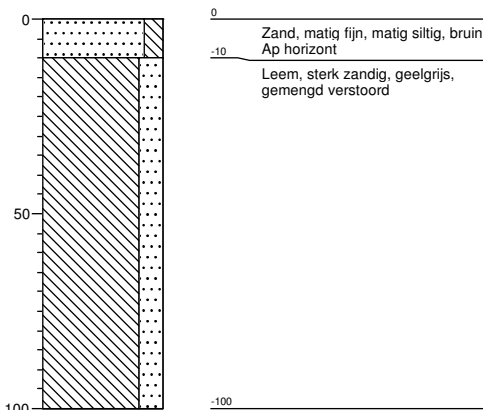 0
0
Zand, matig fijn, matig siltig, bruin
Ap horizont
-10
Leem, sterk zandig, geelgrijs,
gemengd verstoord
50
100
-100